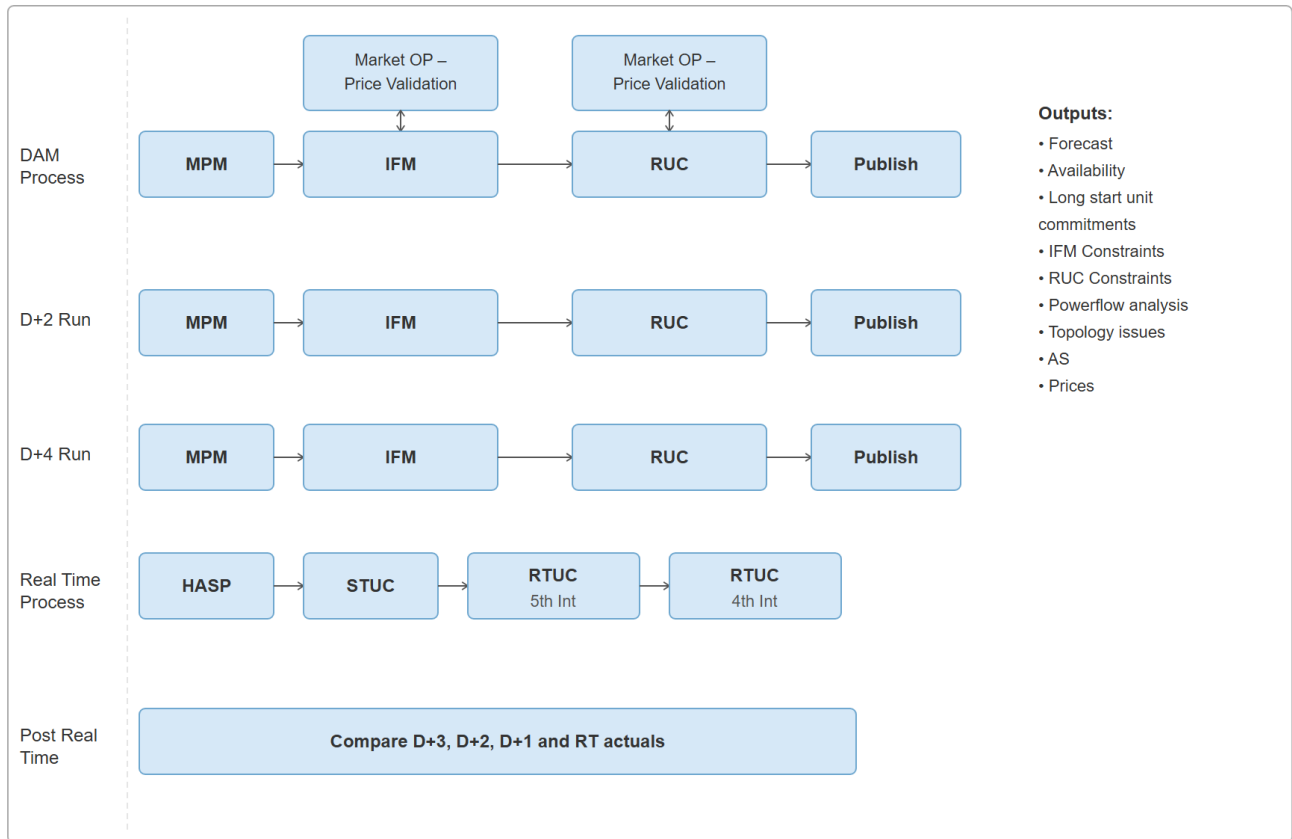 Market OP –
Price Validation
Market OP –
Price Validation
DAM
Process
MPM
IFM
RUC
Publish
D+2 Run
MPM
IFM
RUC
Publish
D+4 Run
MPM
IFM
RUC
Publish
Real Time
Process
HASP
STUC
RTUC
5th Int
RTUC
4th Int
Post Real
Time
Compare D+3, D+2, D+1 and RT actuals
Outputs:
• Forecast
• Availability
• Long start unit
commitments
• IFM Constraints
• RUC Constraints
• Powerflow analysis
• Topology issues
• AS
• Prices